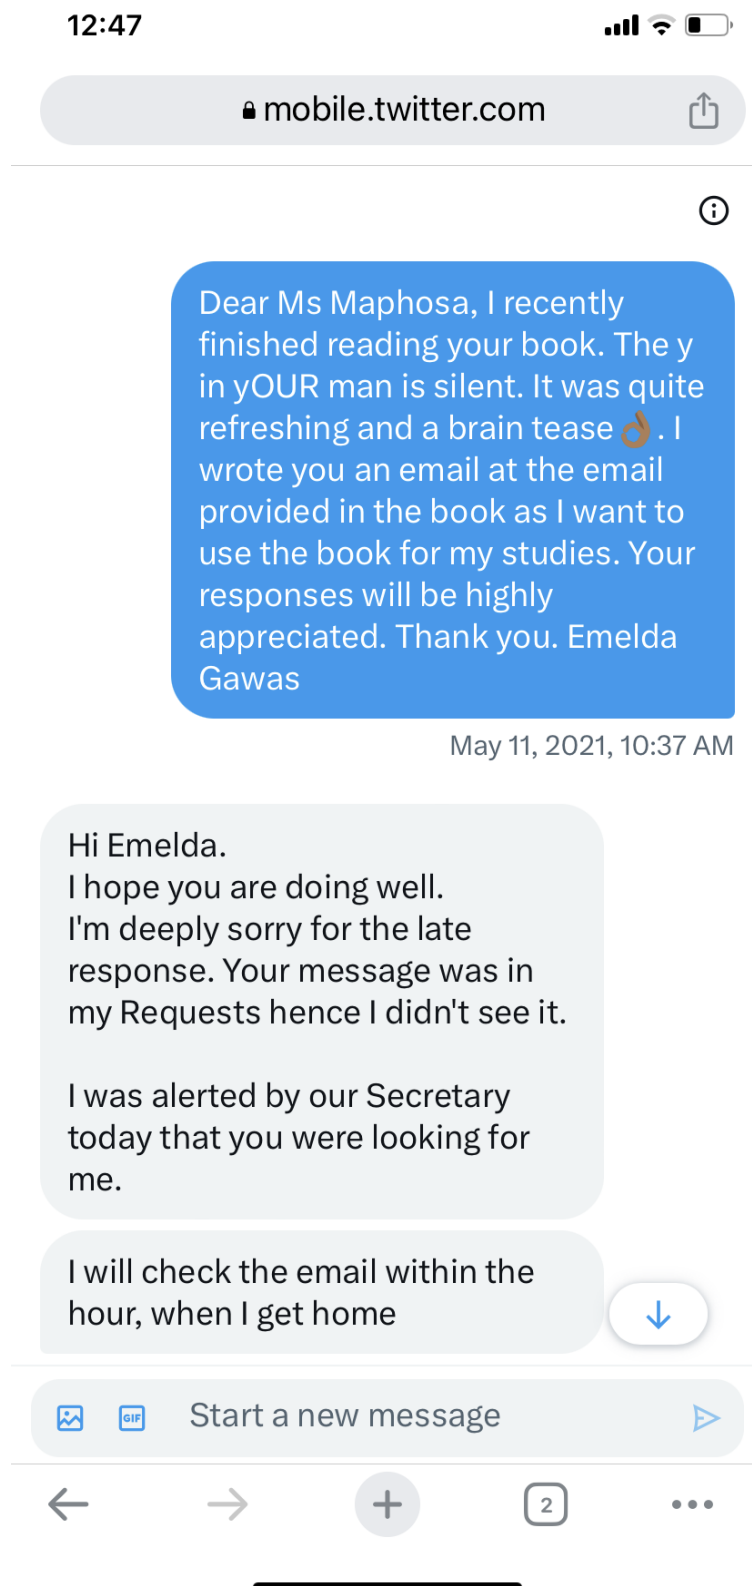 12:47
mobile.twitter.com
Dear Ms Maphosa, I recently
finished reading your book. The y
in yOUR man is silent. It was quite
refreshing and a brain tease👌🏾. I
wrote you an email at the email
provided in the book as I want to
use the book for my studies. Your
responses will be highly
appreciated. Thank you. Emelda
Gawas
May 11, 2021, 10:37 AM
Hi Emelda.
I hope you are doing well.
I'm deeply sorry for the late
response. Your message was in
my Requests hence I didn't see it.
I was alerted by our Secretary
today that you were looking for
me.
I will check the email within the
hour, when I get home
GIF Start a new message
2